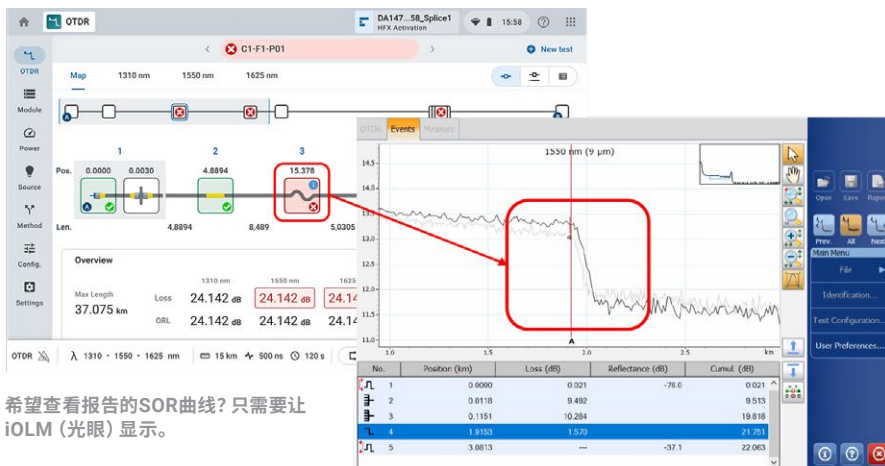 OTDR
DA147...58_Splice1
HFX Activation
15:58
C1-F1-P01
New test
OTDR
Module
Power
Source
Method
Config.
Settings
Map 1310 nm 1550 nm 1625 nm
A
1 2 3
Pos. 0.0000 0.0030 4.8894 15.378
A
Len. 4,8894 8,489 5,0305
Overview
1310 nm 1550 nm 1625
Max Length
37.075 km
Loss 24.142 dB 24.142 dB 24.14
ORL 24.142 dB 24.142 dB 24.14
OTDR λ 1310 · 1550 · 1625 nm 15 km 500 ns 120 s
OTDR Events Measure
1550 nm (9 µm)
14.5
14.0
13.5
13.0
12.5
12.0
11.5
11.0
1.0 1.5 2.0 2.5 km
A
No. Position (km) Loss (dB) Reflectance (dB) Cumul. (dB)
1 0.0000 0.021 -76.0 0.021
2 0.0118 9.492 9.513
3 0.1151 10.284 19.818
4 1.9153 1.570 21.751
5 3.0813 --- -37.1 22.063
Open Save Report
Prev. All Next
Main Menu
File
Identification...
Test Configuration...
User Preferences...
希望查看报告的SOR曲线？只需要让
iOLM（光眼）显示。